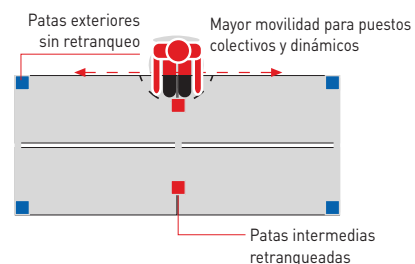 Patas exteriores
sin retranqueo
Mayor movilidad para puestos
colectivos y dinámicos
Patas intermedias
retranqueadas